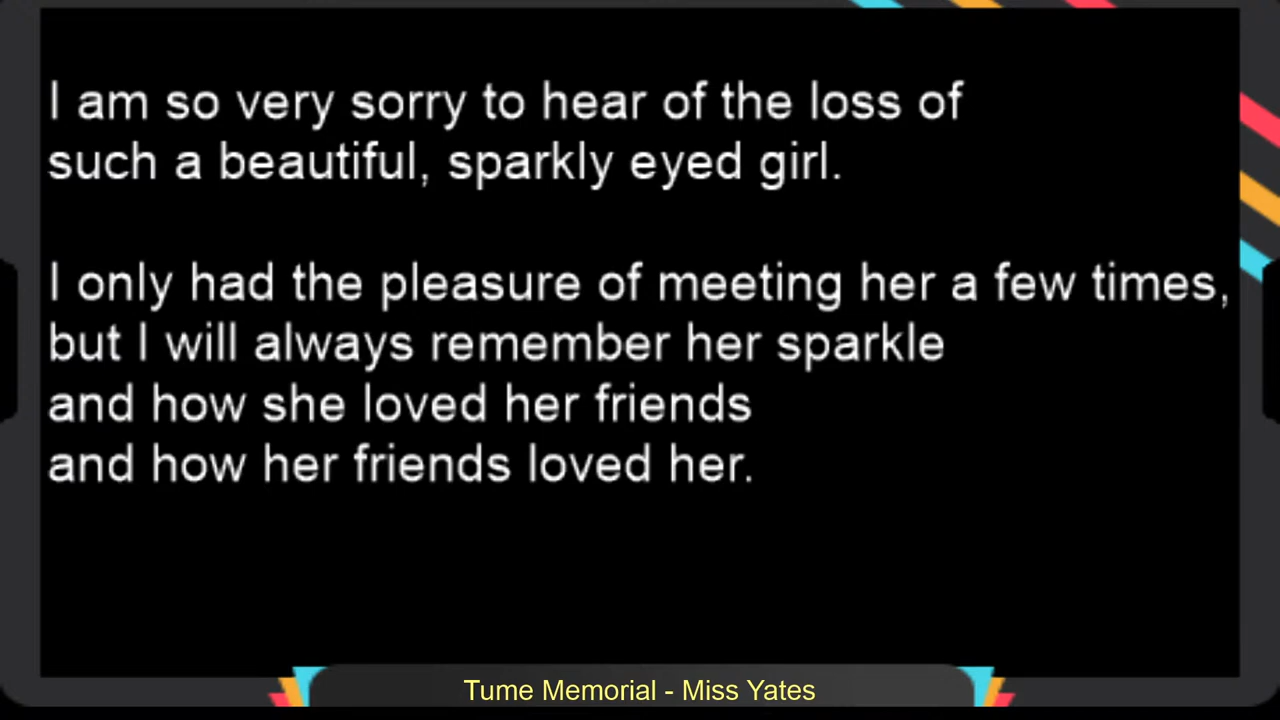 I am so very sorry to hear of the loss of
such a beautiful, sparkly eyed girl.
I only had the pleasure of meeting her a few times,
but I will always remember her sparkle
and how she loved her friends
and how her friends loved her.
Tume Memorial - Miss Yates